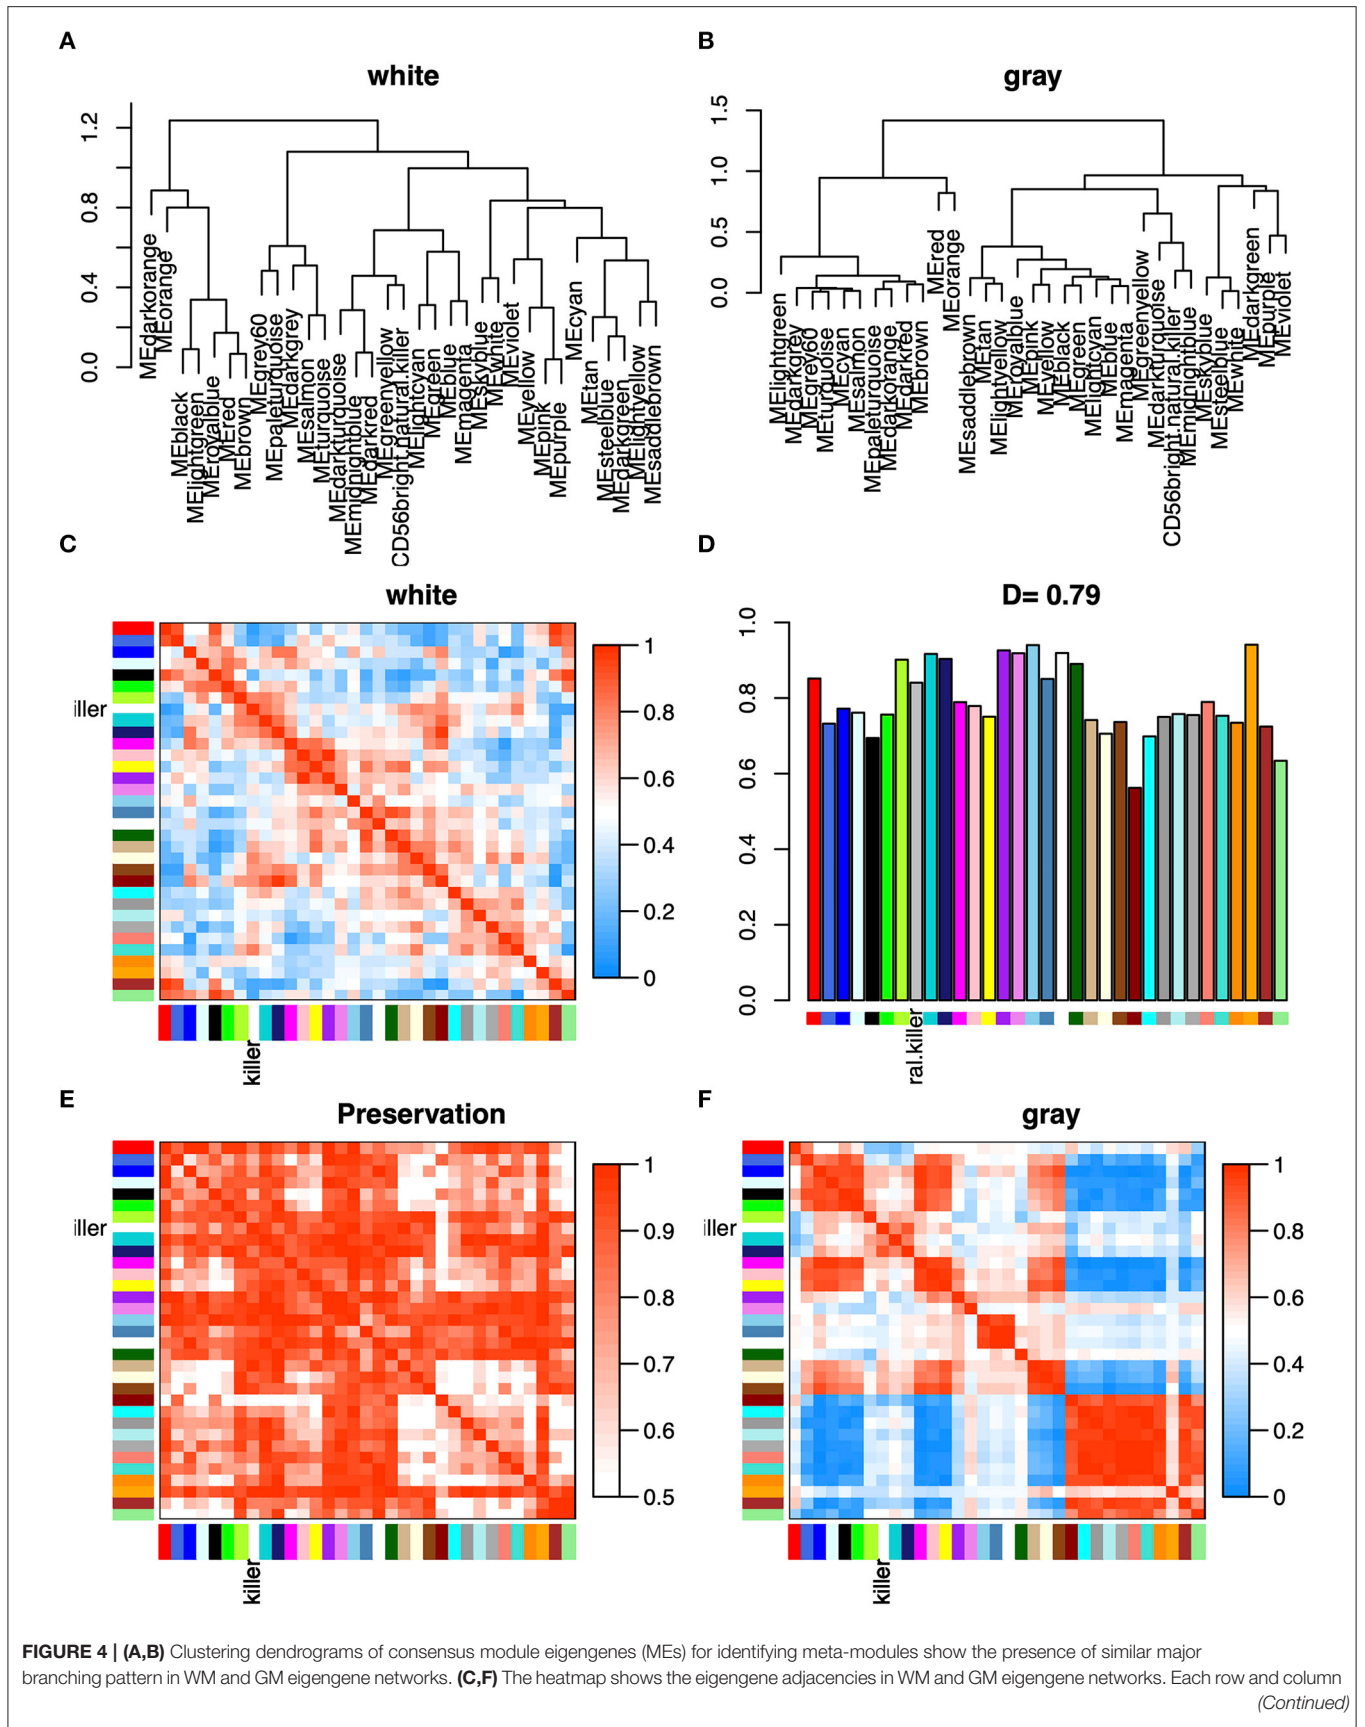 A
white
1.2
0.8
0.4
0.0
MEdarkorange
MEorange
MEblack
MElightgreen
MEroyalblue
MEred
MEbrown
MEgrey60
MEpaleturquoise
MEdarkgrey
MEsalmon
MEturquoise
MEdarkturquoise
MEmidnightblue
MEdarkred
MEgreenyellow
CD56bright.natural.killer
MElightcyan
MEgreen
MEblue
MEmagenta
MEskyblue
MEwhite
MEviolet
MEyellow
MEpink
MEpurple
MEcyan
MEtan
MEsteelblue
MEdarkgreen
MElightyellow
MEsaddlebrown
B
gray
1.5
1.0
0.5
0.0
MElightgreen
MEdarkgrey
MEgrey60
MEturquoise
MEcyan
MEsalmon
MEpaleturquoise
MEdarkorange
MEdarkred
MEbrown
MEred
MEorange
MEsaddlebrown
MEtan
MElightyellow
MEroyalblue
MEpink
MEyellow
MEblack
MEgreen
MElightcyan
MEblue
MEmagenta
MEgreenyellow
MEdarkturquoise
CD56bright.natural.killer
MEmidnightblue
MEskyblue
MEsteelblue
MEwhite
MEdarkgreen
MEpurple
MEviolet
C
white
iller
killer
1
0.8
0.6
0.4
0.2
0
D
D= 0.79
1.0
0.8
0.6
0.4
0.2
0.0
ral.killer
E
Preservation
iller
killer
1
0.9
0.8
0.7
0.6
0.5
F
gray
iller
killer
1
0.8
0.6
0.4
0.2
0
FIGURE 4 | (A,B) Clustering dendrograms of consensus module eigengenes (MEs) for identifying meta-modules show the presence of similar major
branching pattern in WM and GM eigengene networks. (C,F) The heatmap shows the eigengene adjacencies in WM and GM eigengene networks. Each row and column
(Continued)